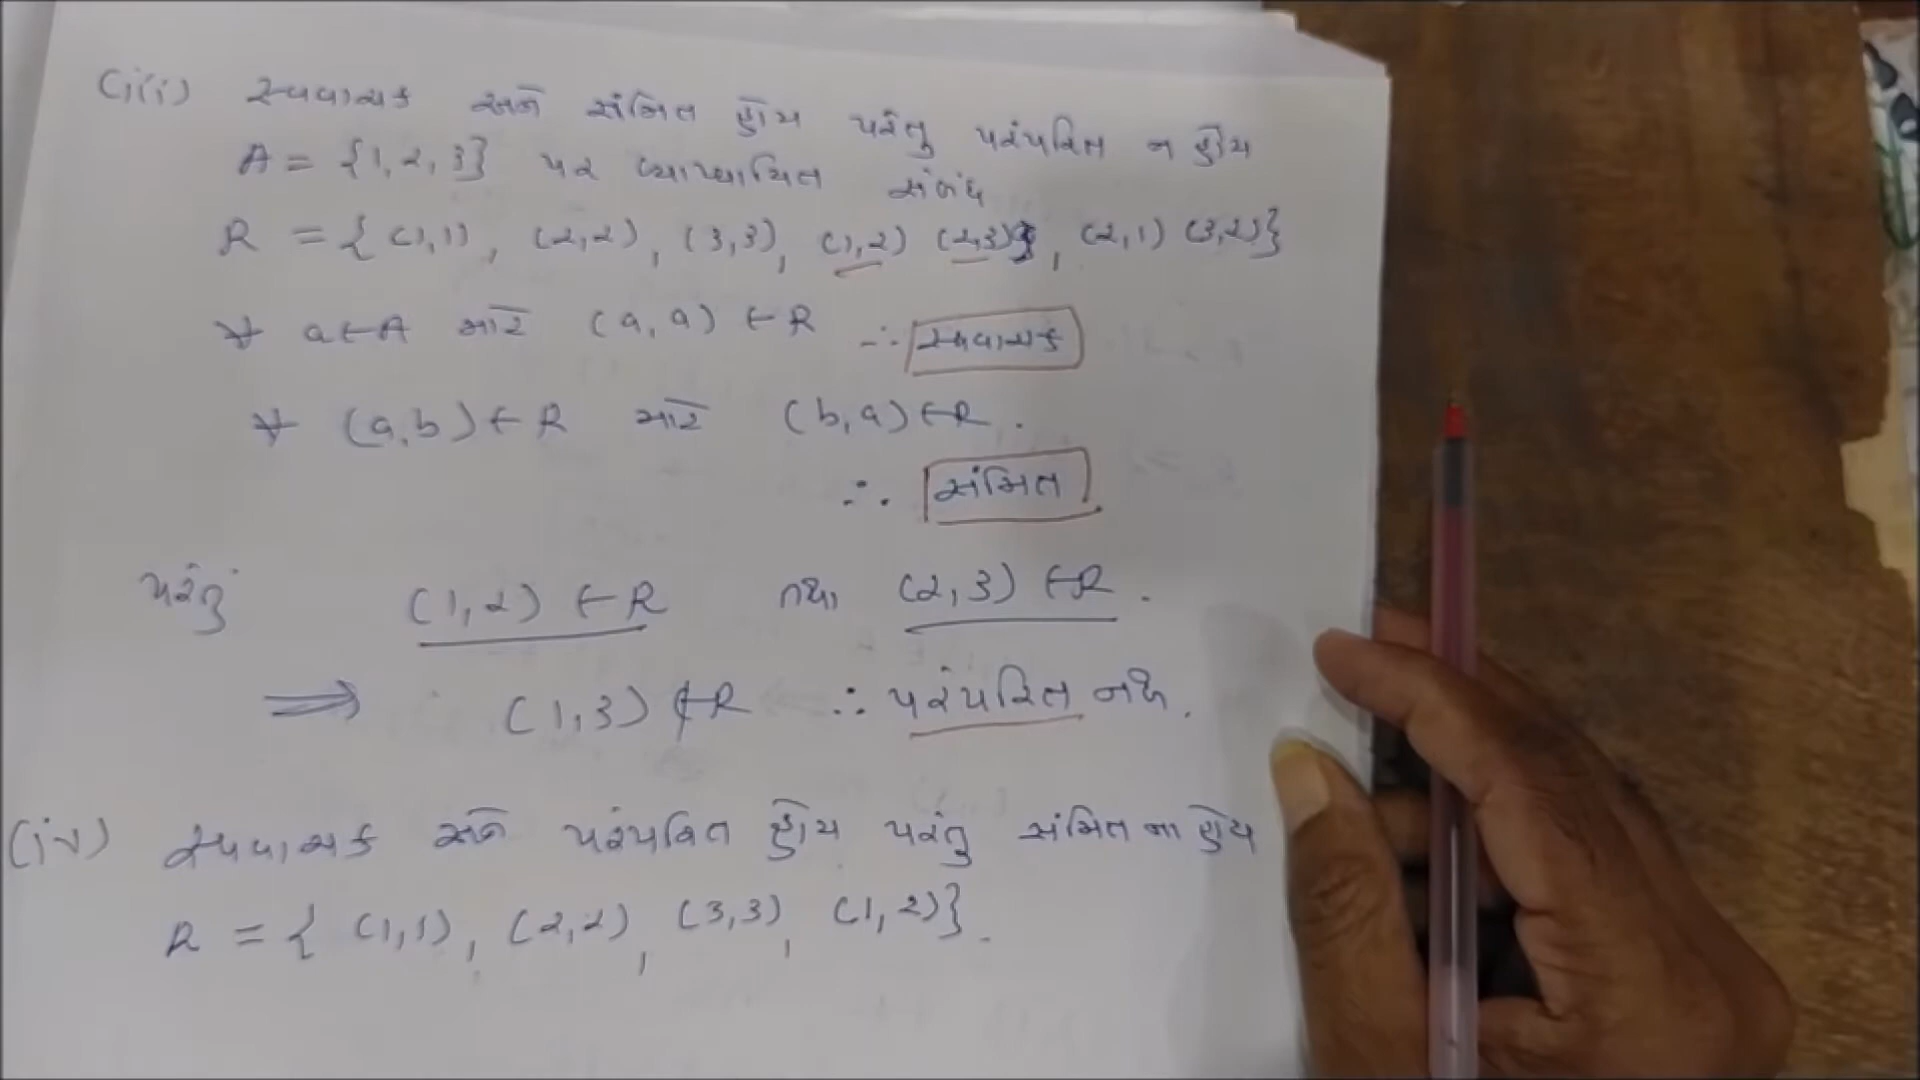 (iii) સ્વવાચક અને સંમિત હોય પરંતુ પરંપરિત ન હોય
A = {1, 2, 3} પર વ્યાખ્યાયિત સંબંધ
R = { (1,1), (2,2), (3,3), (1,2) (2,3), (2,1) (3,2)}
∀ a ∈ A માટે (a, a) ∈ R ∴ સ્વવાચક
∀ (a,b) ∈ R માટે (b, a) ∈ R.
∴ સંમિત
પરંતુ (1,2) ∈ R તથા (2,3) ∈ R.
⇒ (1,3) ∉ R ∴ પરંપરિત નથી.
(iv) સ્વવાચક અને પરંપરિત હોય પરંતુ સંમિત ના હોય
R = { (1,1), (2,2), (3,3), (1,2)}.